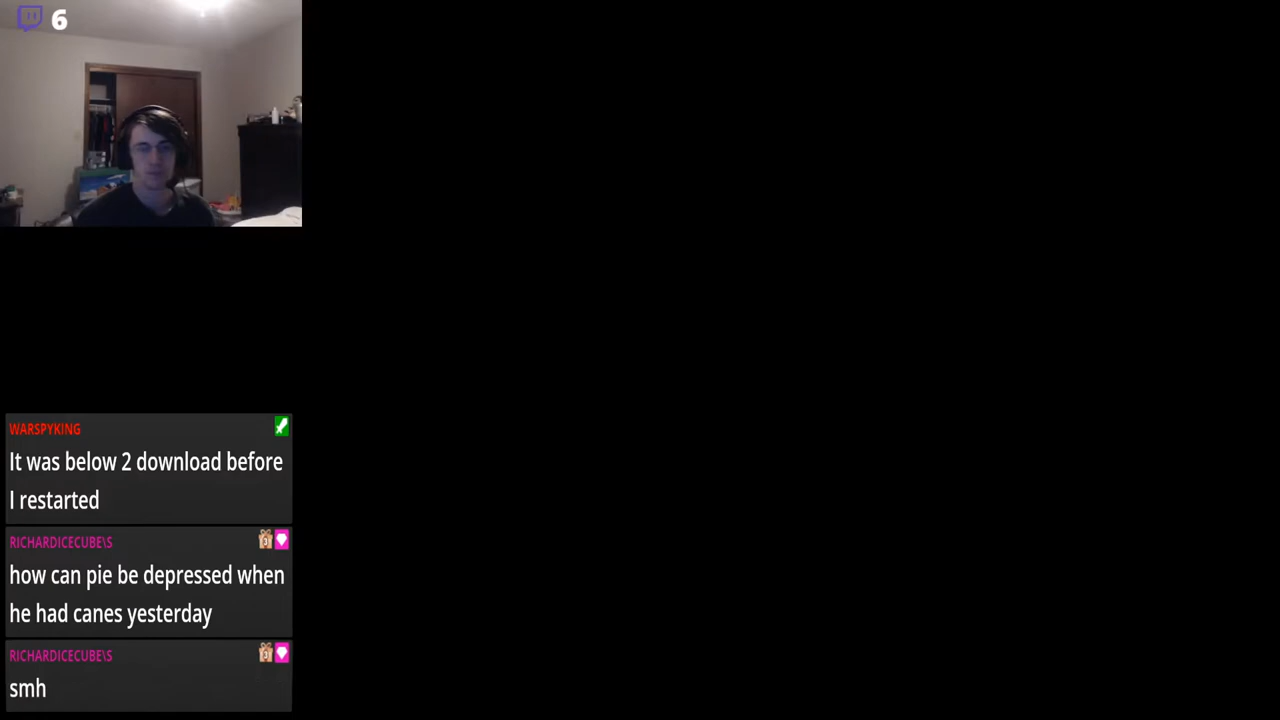 6
WARSPYKING
It was below 2 download before
I restarted
RICHARDICECUBE\S
how can pie be depressed when
he had canes yesterday
RICHARDICECUBE\S
smh